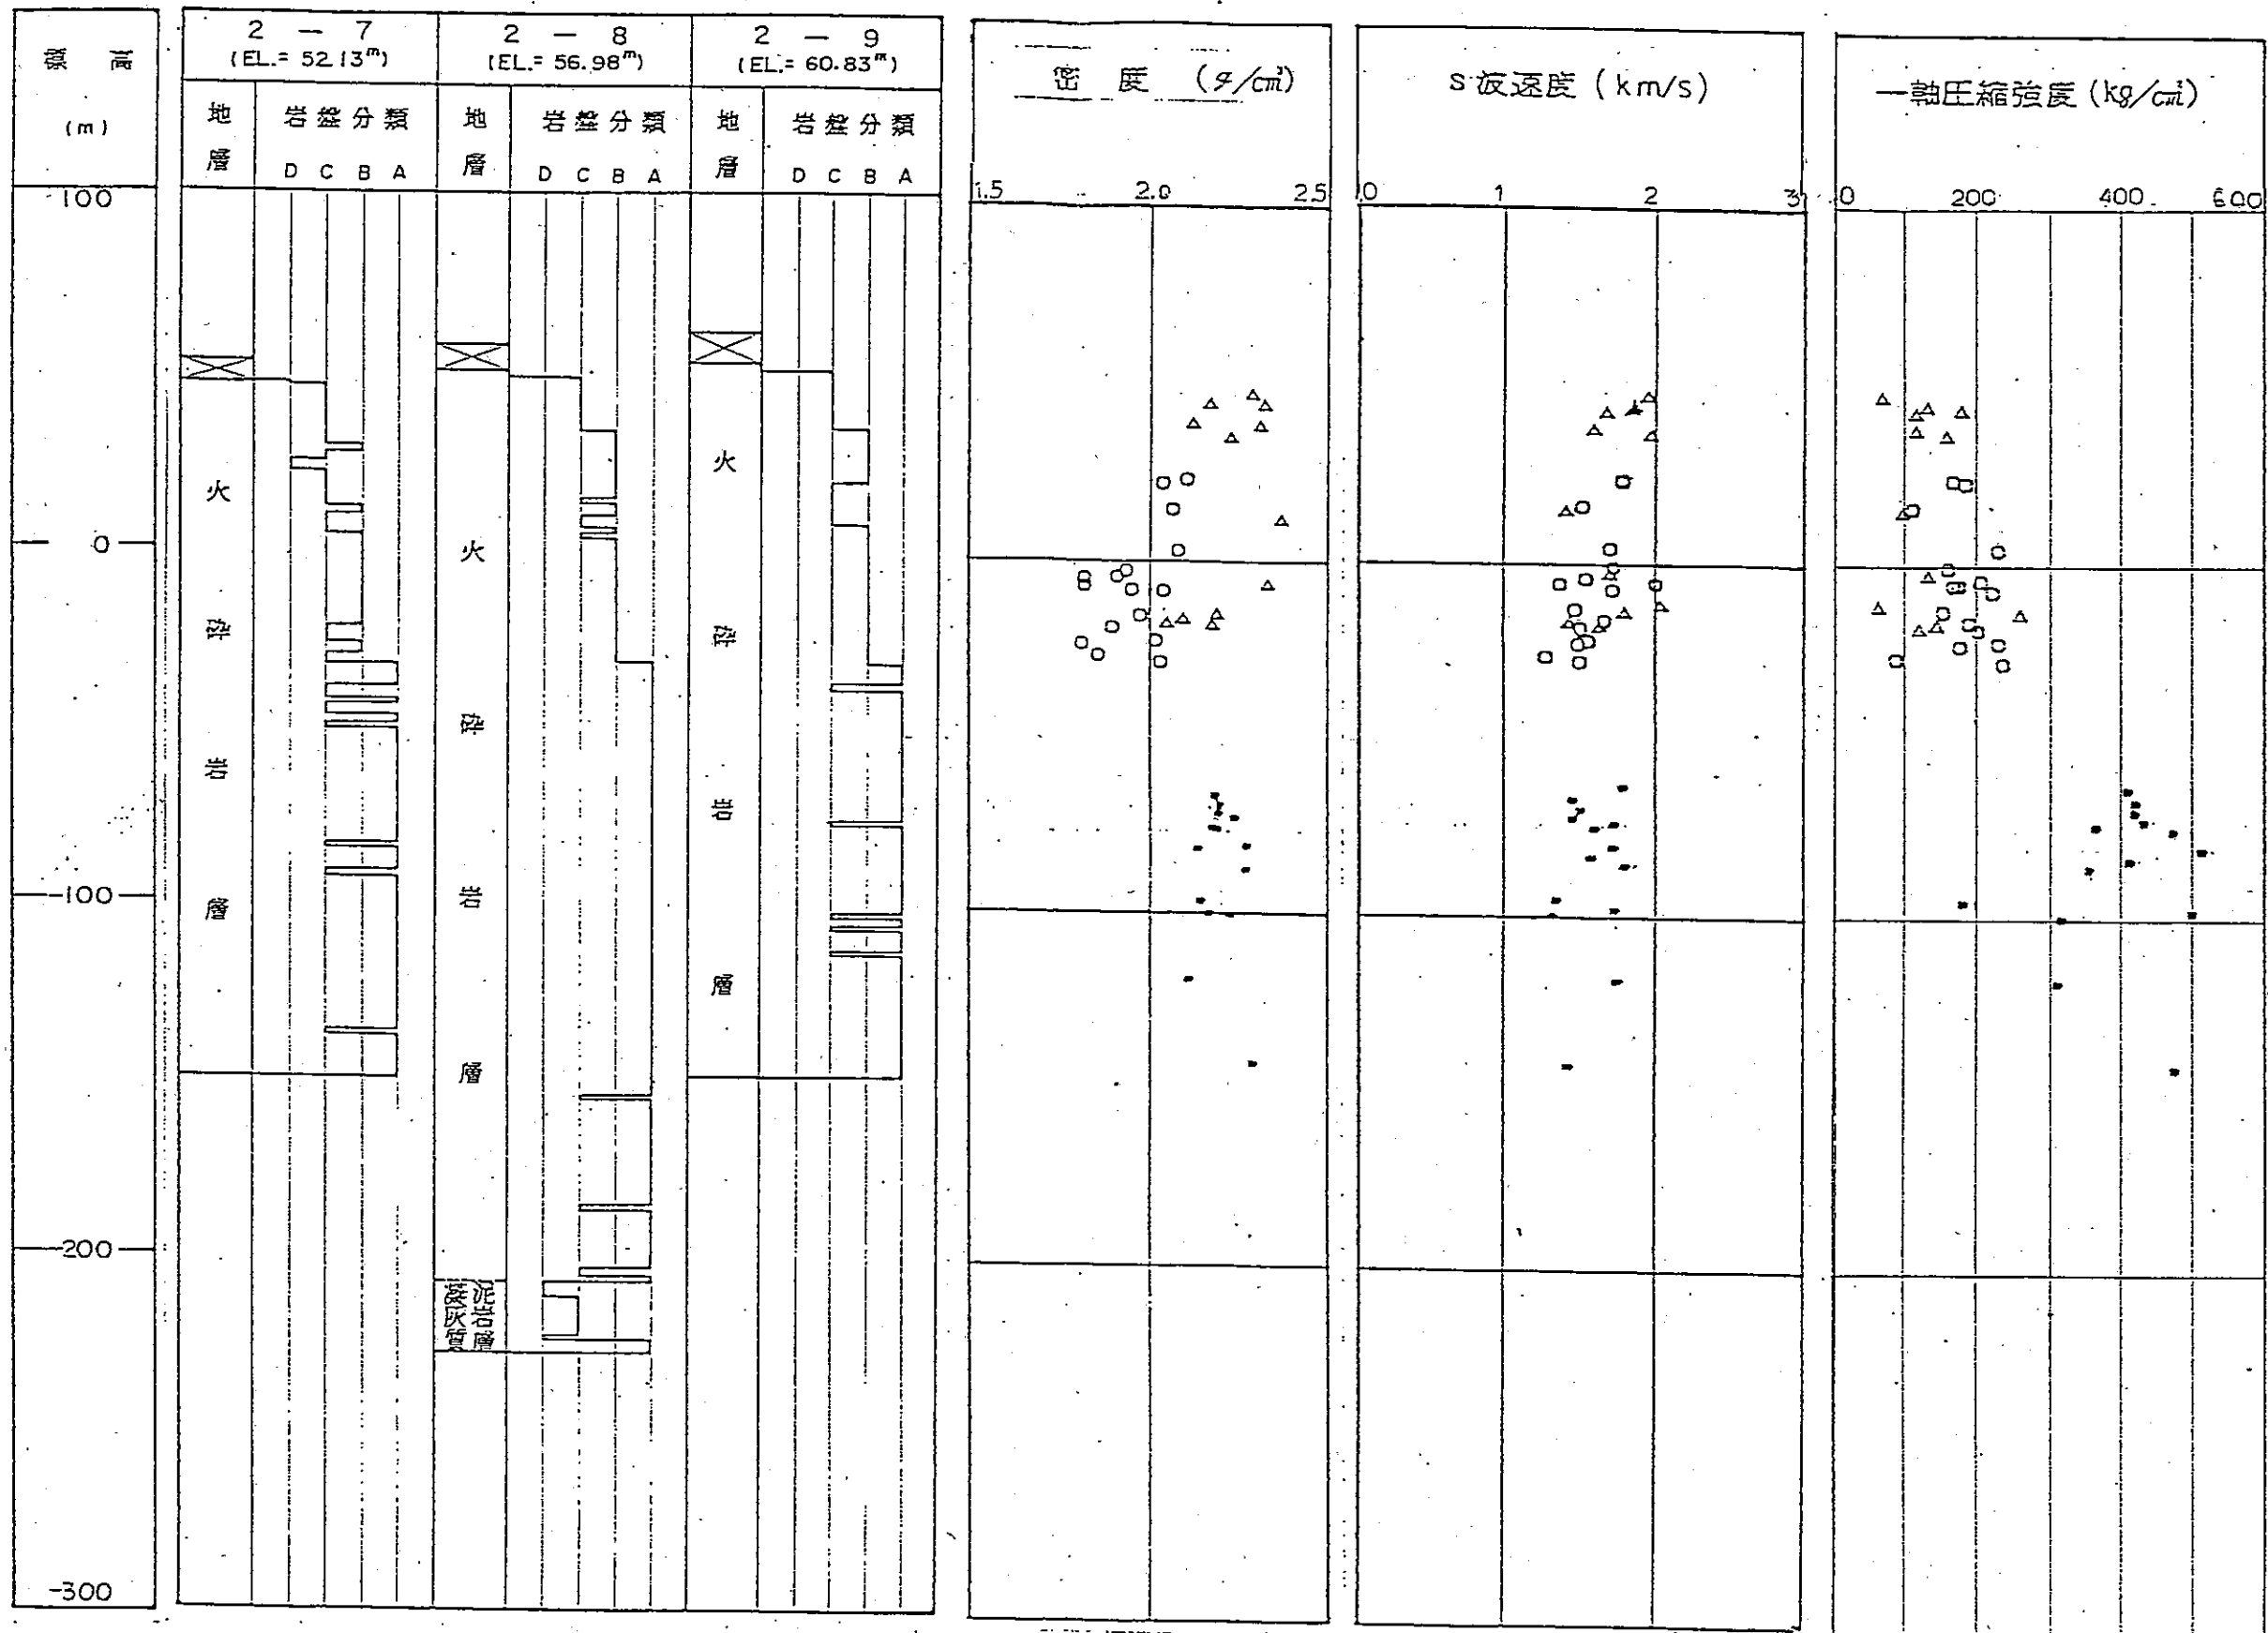 標高
(m)
100
0
-100
-200
-300
2 - 7
(EL.= 52.13m)
地層
岩盤分類
D C B A
火砕岩層
2 - 8
(EL.= 56.98m)
地層
岩盤分類
D C B A
火砕岩層
凝灰質
泥岩層
2 - 9
(EL.= 60.83m)
地層
岩盤分類
D C B A
火砕岩層
密度 (g/cm³)
1.5 2.0 2.5
S波速度 (km/s)
0 1 2 3
一軸圧縮強度 (kg/cm²)
0 200 400 600